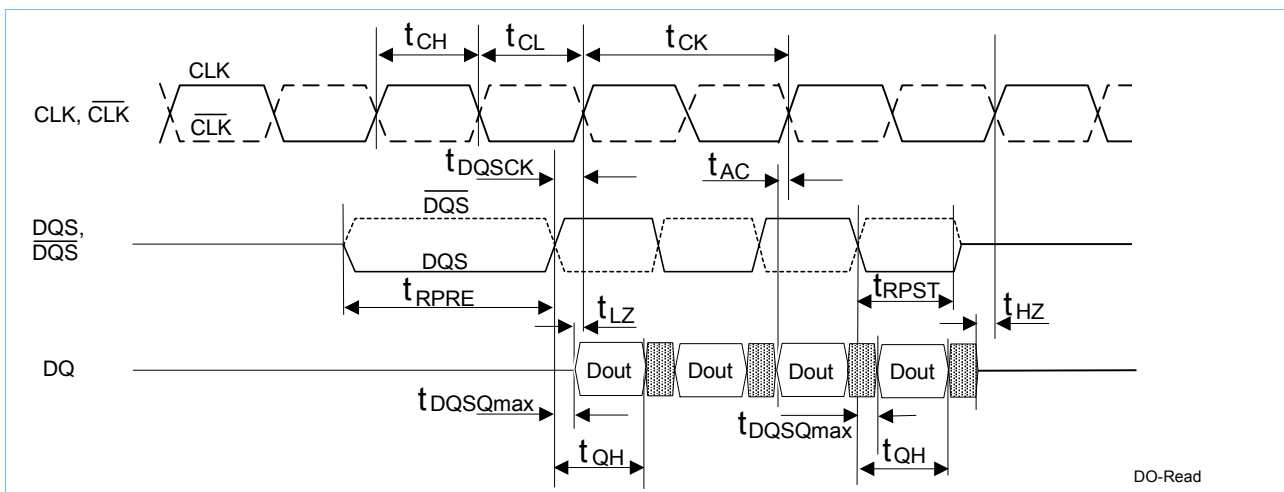 tCH tCL tCK
CLK
CLK, CLK
CLK
tDQSCK tAC
DQS
DQS,
DQS
DQS
tRPRE tRPST
tLZ tHZ
DQ Dout Dout Dout Dout
tDQSQmax tDQSQmax
tQH tQH
DO-Read